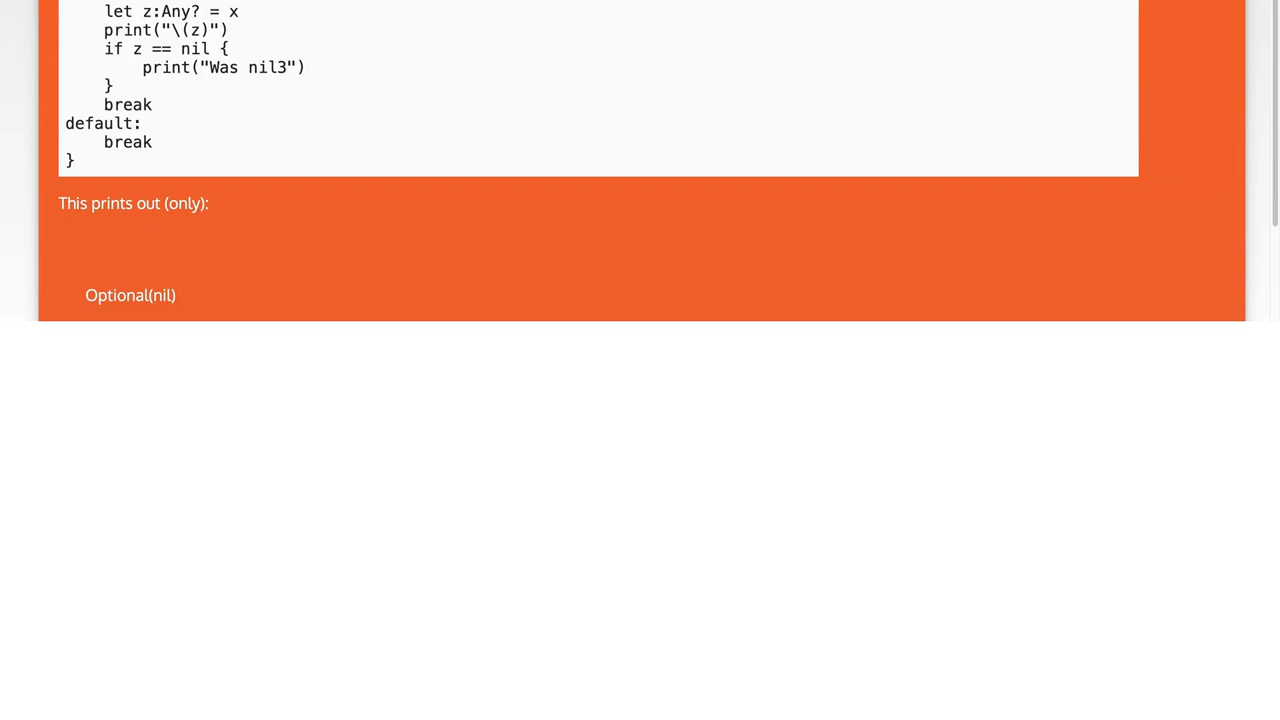 let z:Any? = x
print("\(z)")
if z == nil {
print("Was nil3")
}
break
default:
break
}
This prints out (only):
Optional(nil)